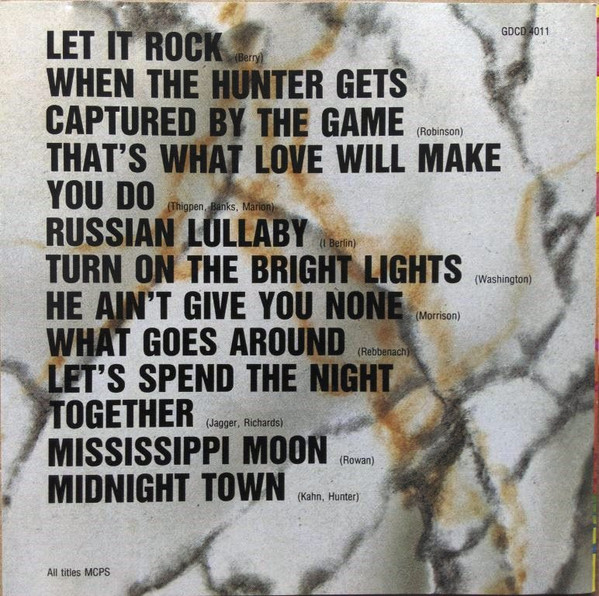 GDCD 4011
LET IT ROCK (Berry)
WHEN THE HUNTER GETS
CAPTURED BY THE GAME (Robinson)
THAT'S WHAT LOVE WILL MAKE
YOU DO (Thigpen, Banks, Marion)
RUSSIAN LULLABY (I Berlin)
TURN ON THE BRIGHT LIGHTS (Washington)
HE AIN'T GIVE YOU NONE (Morrison)
WHAT GOES AROUND (Rebbenach)
LET'S SPEND THE NIGHT
TOGETHER (Jagger, Richards)
MISSISSIPPI MOON (Rowan)
MIDNIGHT TOWN (Kahn, Hunter)
All titles MCPS